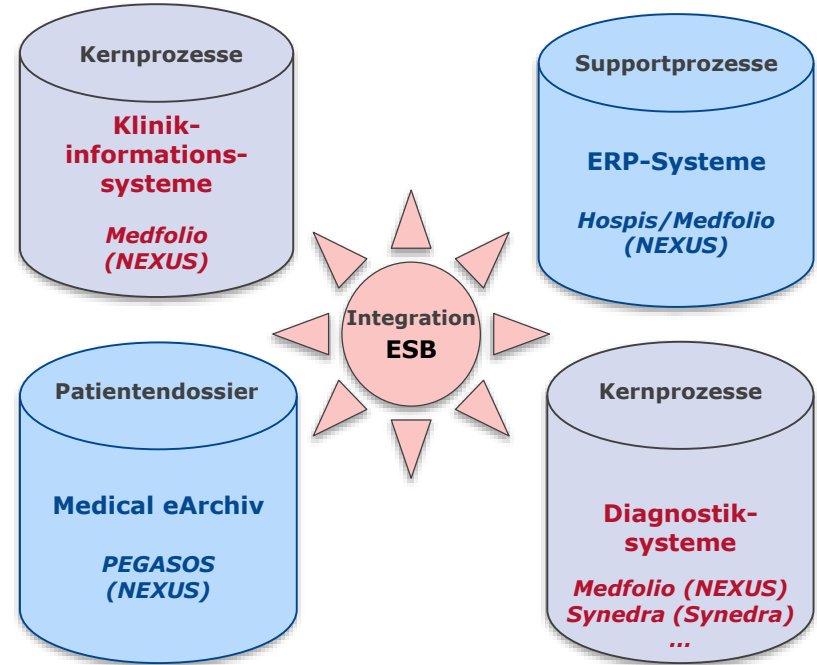 Kernprozesse
Klinik-
informations-
systeme
Medfolio
(NEXUS)
Supportprozesse
ERP-Systeme
Hospis/Medfolio
(NEXUS)
Integration
ESB
Patientendossier
Medical eArchiv
PEGASOS
(NEXUS)
Kernprozesse
Diagnostik-
systeme
Medfolio (NEXUS)
Synedra (Synedra)
...